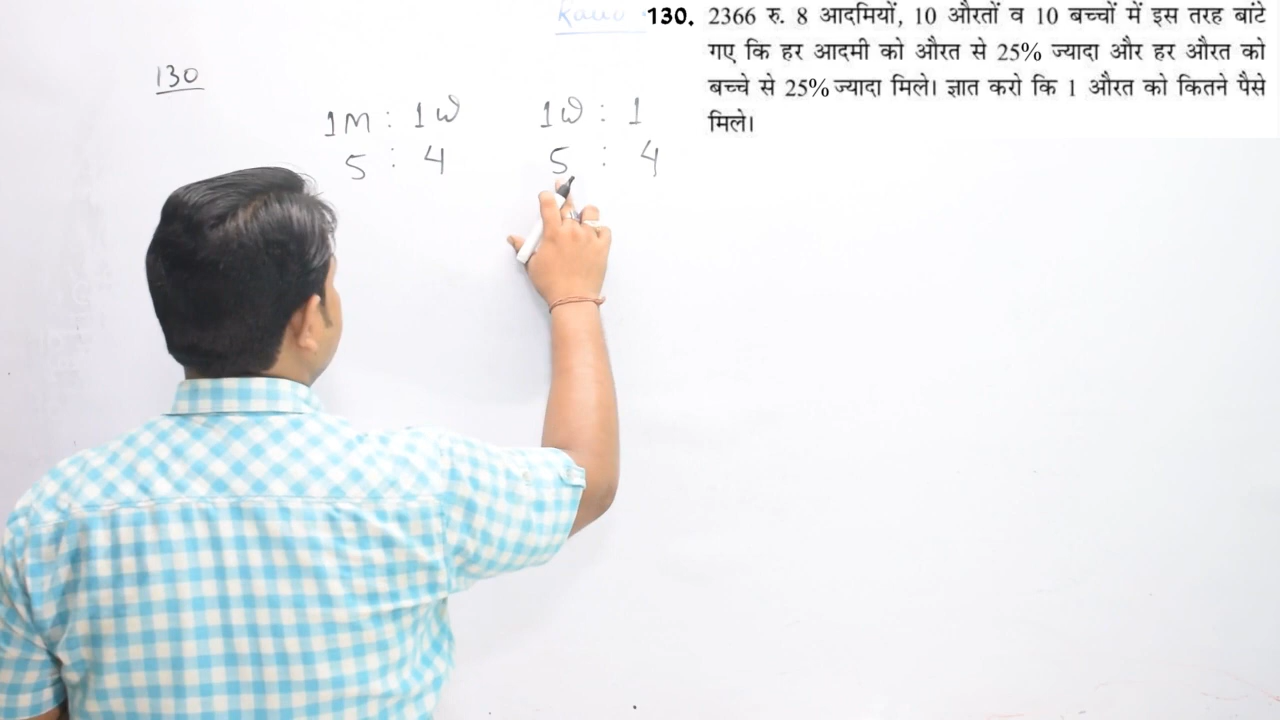 130. 2366 रु. 8 आदमियों, 10 औरतों व 10 बच्चों में इस तरह बांटे
गए कि हर आदमी को औरत से 25% ज्यादा और हर औरत को
बच्चे से 25% ज्यादा मिले। ज्ञात करो कि 1 औरत को कितने पैसे
मिले।
130
1M : 1W 1W : 1
5 : 4 5 : 4